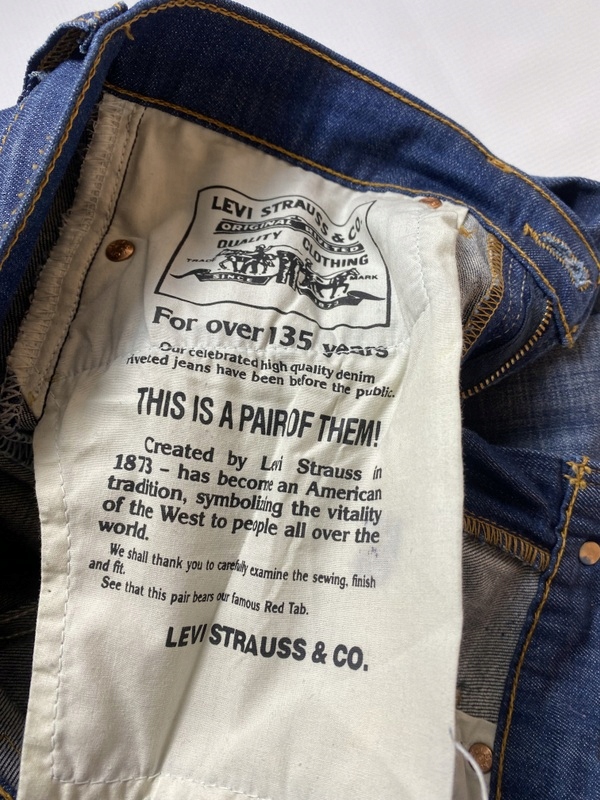 LEVI STRAUSS & CO.
ORIGINAL RIVETED
QUALITY CLOTHING
TRADE MARK
SINCE
For over 135 years
Our celebrated high quality denim
riveted jeans have been before the public.
THIS IS A PAIR OF THEM!
Created by Levi Strauss in
1873 – has become an American
tradition, symbolizing the vitality
of the West to people all over the
world.
We shall thank you to carefully examine the sewing, finish
and fit.
See that this pair bears our famous Red Tab.
LEVI STRAUSS & CO.